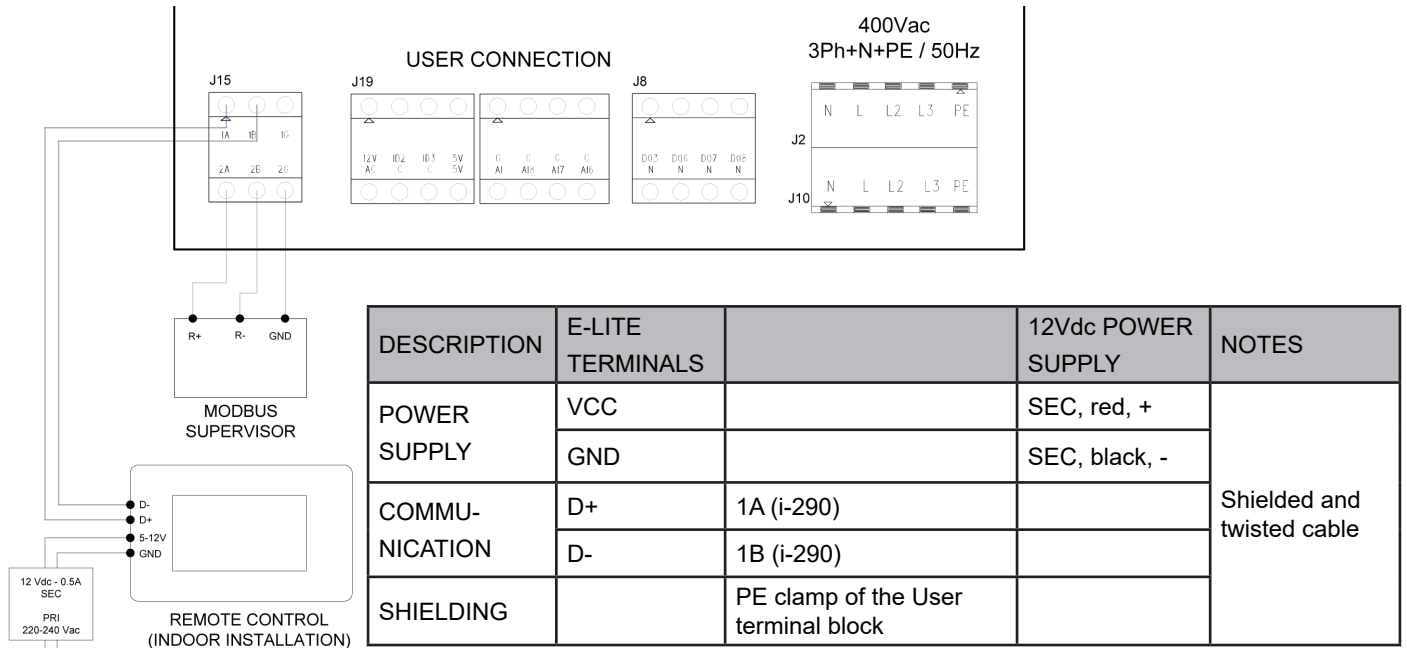 400Vac
3Ph+N+PE / 50Hz
USER CONNECTION
J15
1A 1B 1G
2A 2B 2G
J19
12V ID2 ID3 5V
AC C C 5V
G C C C
AI AI8 AI7 AI6
J8
DO3 DO6 DO7 DO8
N N N N
J2
N L L2 L3 PE
J10
N L L2 L3 PE
R+ R- GND
MODBUS
SUPERVISOR
D-
D+
5-12V
GND
12 Vdc - 0.5A
SEC
PRI
220-240 Vac
REMOTE CONTROL
(INDOOR INSTALLATION)
DESCRIPTION
E-LITE
TERMINALS
12Vdc POWER
SUPPLY
NOTES
POWER
SUPPLY
VCC
SEC, red, +
GND
SEC, black, -
COMMU-
NICATION
D+
1A (i-290)
D-
1B (i-290)
SHIELDING
PE clamp of the User
terminal block
Shielded and
twisted cable